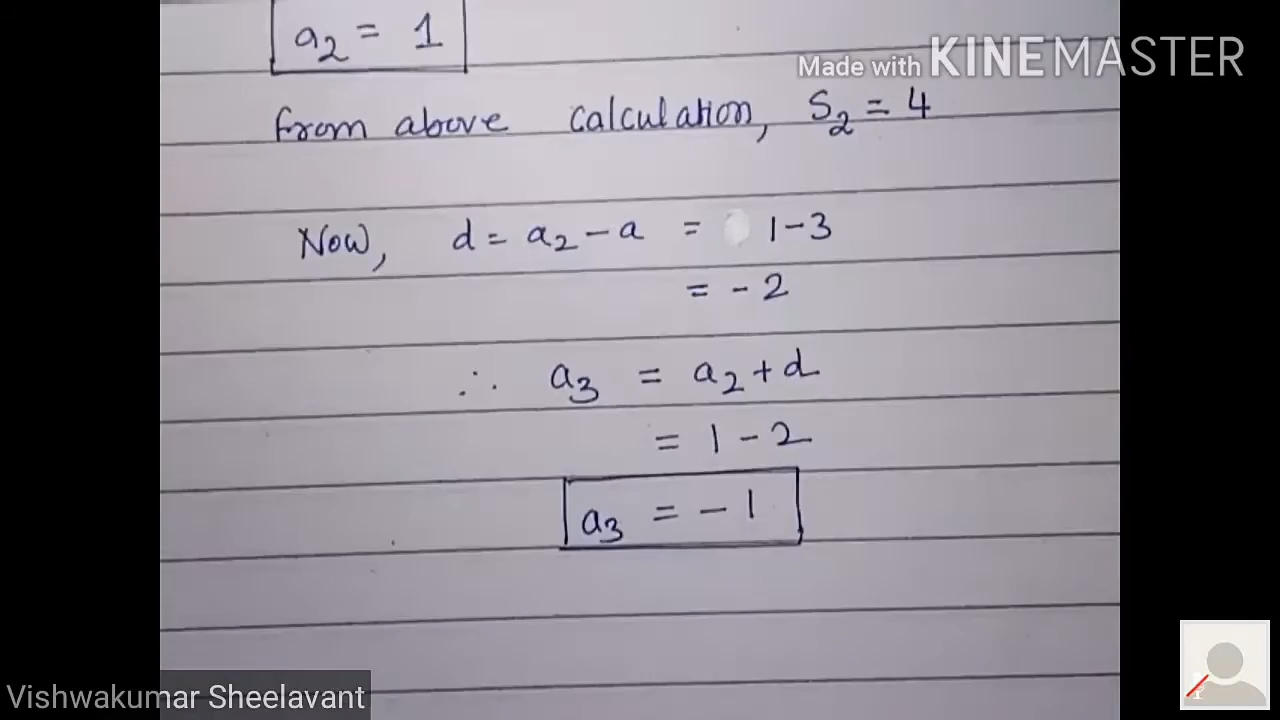 a₂ = 1
Made with KINEMASTER
from above calculation, S₂ = 4
Now, d = a₂ - a = 1 - 3
= - 2
∴ a₃ = a₂ + d
= 1 - 2
a₃ = - 1
Vishwakumar Sheelavant